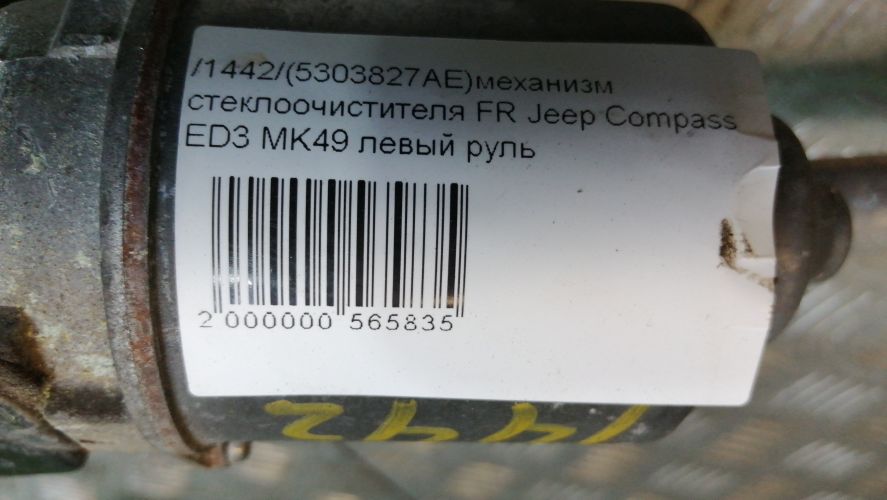 /1442/(5303827AE)механизм
стеклоочистителя FR Jeep Compass
ED3 MK49 левый руль
2 000000 565835
1442